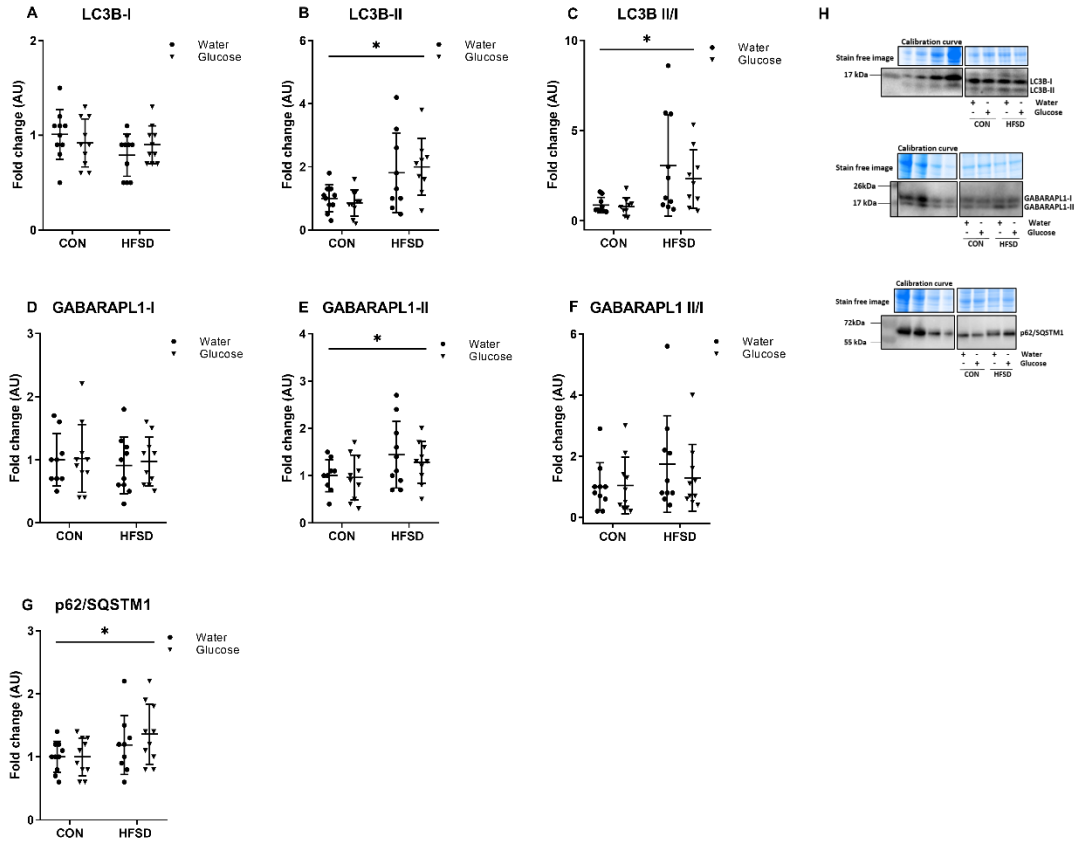 A LC3B-I
Water
Glucose
Fold change (AU)
2
1
0
CON HFSD
B LC3B-II
Water
Glucose
*
Fold change (AU)
6
4
2
0
CON HFSD
C LC3B II/I
Water
Glucose
*
Fold change (AU)
10
5
0
CON HFSD
D GABARAPL1-I
Water
Glucose
Fold change (AU)
3
2
1
0
CON HFSD
E GABARAPL1-II
Water
Glucose
*
Fold change (AU)
4
3
2
1
0
CON HFSD
F GABARAPL1 II/I
Water
Glucose
Fold change (AU)
6
4
2
0
CON HFSD
G p62/SQSTM1
Water
Glucose
*
Fold change (AU)
3
2
1
0
CON HFSD
H
Calibration curve
Stain free image
17 kDa
LC3B-I
LC3B-II
+ - + - Water
- + - + Glucose
CON HFSD
Calibration curve
Stain free image
26kDa
17 kDa
GABARAPL1-I
GABARAPL1-II
+ - + - Water
- + - + Glucose
CON HFSD
Calibration curve
Stain free image
72kDa
55 kDa
p62/SQSTM1
+ - + - Water
- + - + Glucose
CON HFSD